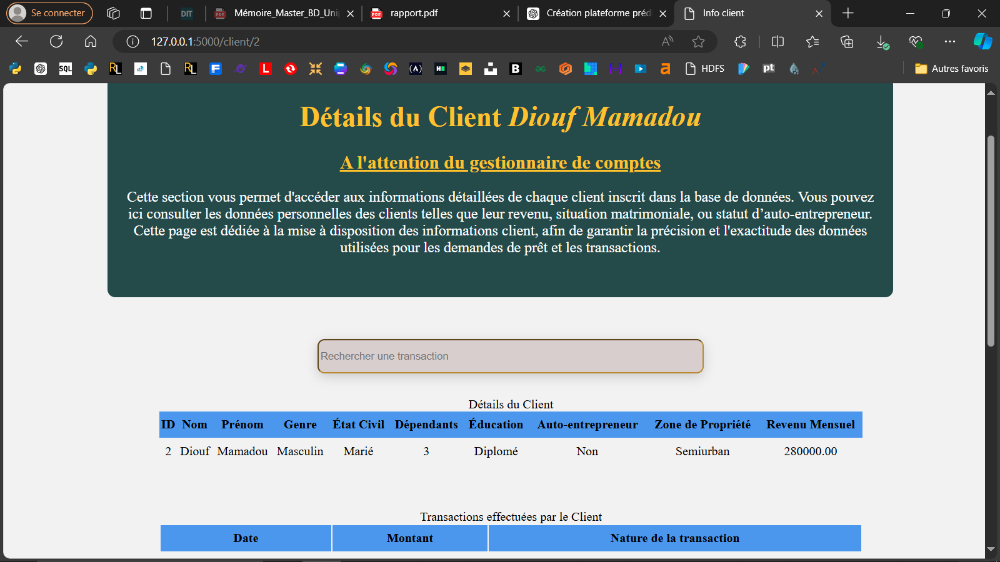 Se connecter
DIT
Mémoire_Master_BD_Uni
rapport.pdf
Création plateforme préd
Info client
127.0.0.1:5000/client/2
HDFS
Autres favoris
Détails du Client Diouf Mamadou
A l'attention du gestionnaire de comptes
Cette section vous permet d'accéder aux informations détaillées de chaque client inscrit dans la base de données. Vous pouvez
ici consulter les données personnelles des clients telles que leur revenu, situation matrimoniale, ou statut d’auto-entrepreneur.
Cette page est dédiée à la mise à disposition des informations client, afin de garantir la précision et l'exactitude des données
utilisées pour les demandes de prêt et les transactions.
Rechercher une transaction
Détails du Client
ID Nom Prénom Genre État Civil Dépendants Éducation Auto-entrepreneur Zone de Propriété Revenu Mensuel
2 Diouf Mamadou Masculin Marié 3 Diplomé Non Semiurban 280000.00
Transactions effectuées par le Client
Date Montant Nature de la transaction